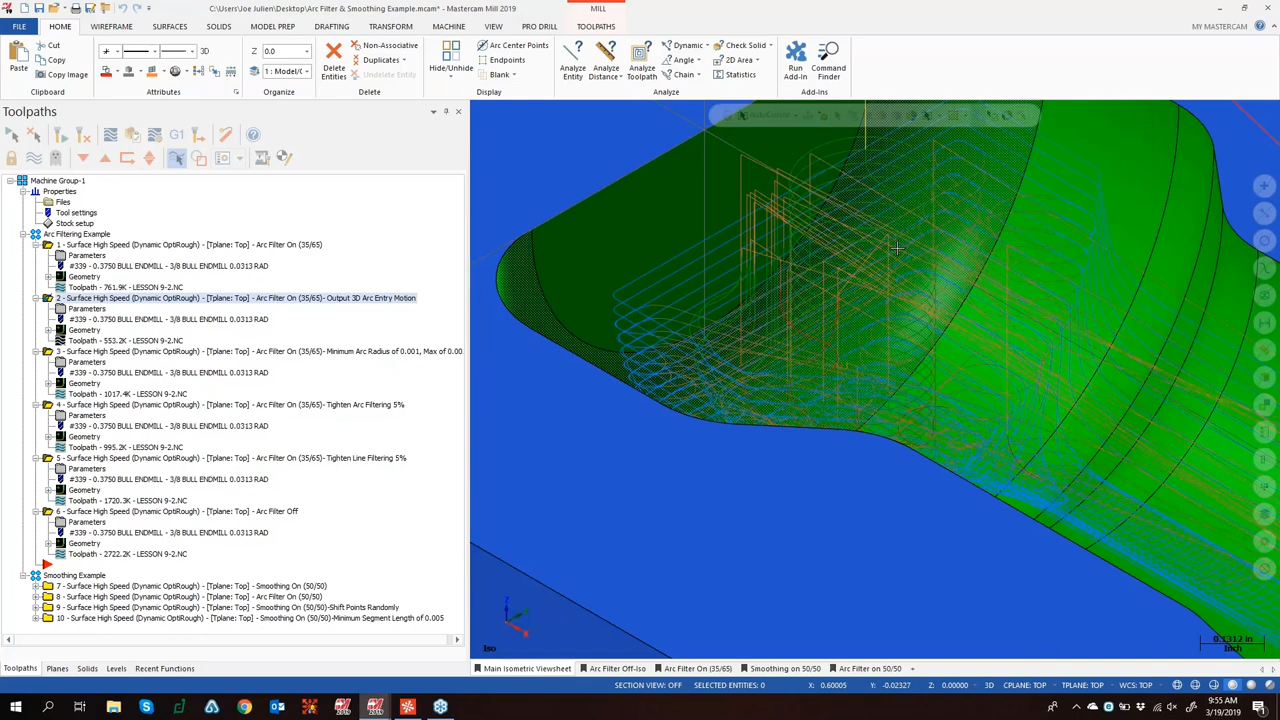 C:\Users\Joe Julien\Desktop\Arc Filter & Smoothing Example.mcam* - Mastercam Mill 2019
MILL
FILE HOME WIREFRAME SURFACES SOLIDS MODEL PREP DRAFTING TRANSFORM MACHINE VIEW PRO DRILL TOOLPATHS MY MASTERCAM
Paste
Cut
Copy
Copy Image
Clipboard
3D
Attributes
Z 0.0
1 : Model/(
Organize
Delete Entities
Non-Associative
Duplicates
Undelete Entity
Delete
Hide/Unhide
Arc Center Points
Endpoints
Blank
Display
Analyze Entity
Analyze Distance
Analyze Toolpath
Dynamic
Angle
Chain
Check Solid
2D Area
Statistics
Analyze
Run Add-In
Command Finder
Add-Ins
Toolpaths
G1
AutoCursor
Machine Group-1
Properties
Files
Tool settings
Stock setup
Arc Filtering Example
1 - Surface High Speed (Dynamic OptiRough) - [Tplane: Top] - Arc Filter On (35/65)
Parameters
#339 - 0.3750 BULL ENDMILL - 3/8 BULL ENDMILL 0.0313 RAD
Geometry
Toolpath - 761.9K - LESSON 9-2.NC
2 - Surface High Speed (Dynamic OptiRough) - [Tplane: Top] - Arc Filter On (35/65)- Output 3D Arc Entry Motion
Parameters
#339 - 0.3750 BULL ENDMILL - 3/8 BULL ENDMILL 0.0313 RAD
Geometry
Toolpath - 553.2K - LESSON 9-2.NC
3 - Surface High Speed (Dynamic OptiRough) - [Tplane: Top] - Arc Filter On (35/65)- Minimum Arc Radius of 0.001, Max of 0.00
Parameters
#339 - 0.3750 BULL ENDMILL - 3/8 BULL ENDMILL 0.0313 RAD
Geometry
Toolpath - 1017.4K - LESSON 9-2.NC
4 - Surface High Speed (Dynamic OptiRough) - [Tplane: Top] - Tighten Arc Filtering 5%
Parameters
#339 - 0.3750 BULL ENDMILL - 3/8 BULL ENDMILL 0.0313 RAD
Geometry
Toolpath - 995.2K - LESSON 9-2.NC
5 - Surface High Speed (Dynamic OptiRough) - [Tplane: Top] - Tighten Line Filtering 5%
Parameters
#339 - 0.3750 BULL ENDMILL - 3/8 BULL ENDMILL 0.0313 RAD
Geometry
Toolpath - 1720.3K - LESSON 9-2.NC
6 - Surface High Speed (Dynamic OptiRough) - [Tplane: Top] - Arc Filter Off
Parameters
#339 - 0.3750 BULL ENDMILL - 3/8 BULL ENDMILL 0.0313 RAD
Geometry
Toolpath - 2722.2K - LESSON 9-2.NC
Smoothing Example
7 - Surface High Speed (Dynamic OptiRough) - [Tplane: Top] - Smoothing On (50/50)
8 - Surface High Speed (Dynamic OptiRough) - [Tplane: Top] - Arc Filter On (50/50)
9 - Surface High Speed (Dynamic OptiRough) - [Tplane: Top] - Smoothing On (50/50)-Shift Points Randomly
10 - Surface High Speed (Dynamic OptiRough) - [Tplane: Top] - Smoothing On (50/50)-Minimum Segment Length of 0.005
Iso
0.1312 in
Inch
Toolpaths Planes Solids Levels Recent Functions
Main Isometric Viewsheet Arc Filter Off-Iso Arc Filter On (35/65) Smoothing on 50/50 Arc Filter on 50/50 +
SECTION VIEW: OFF SELECTED ENTITIES: 0 X: 0.60005 Y: -0.02327 Z: 0.00000 3D CPLANE: TOP TPLANE: TOP WCS: TOP
9:55 AM
3/19/2019